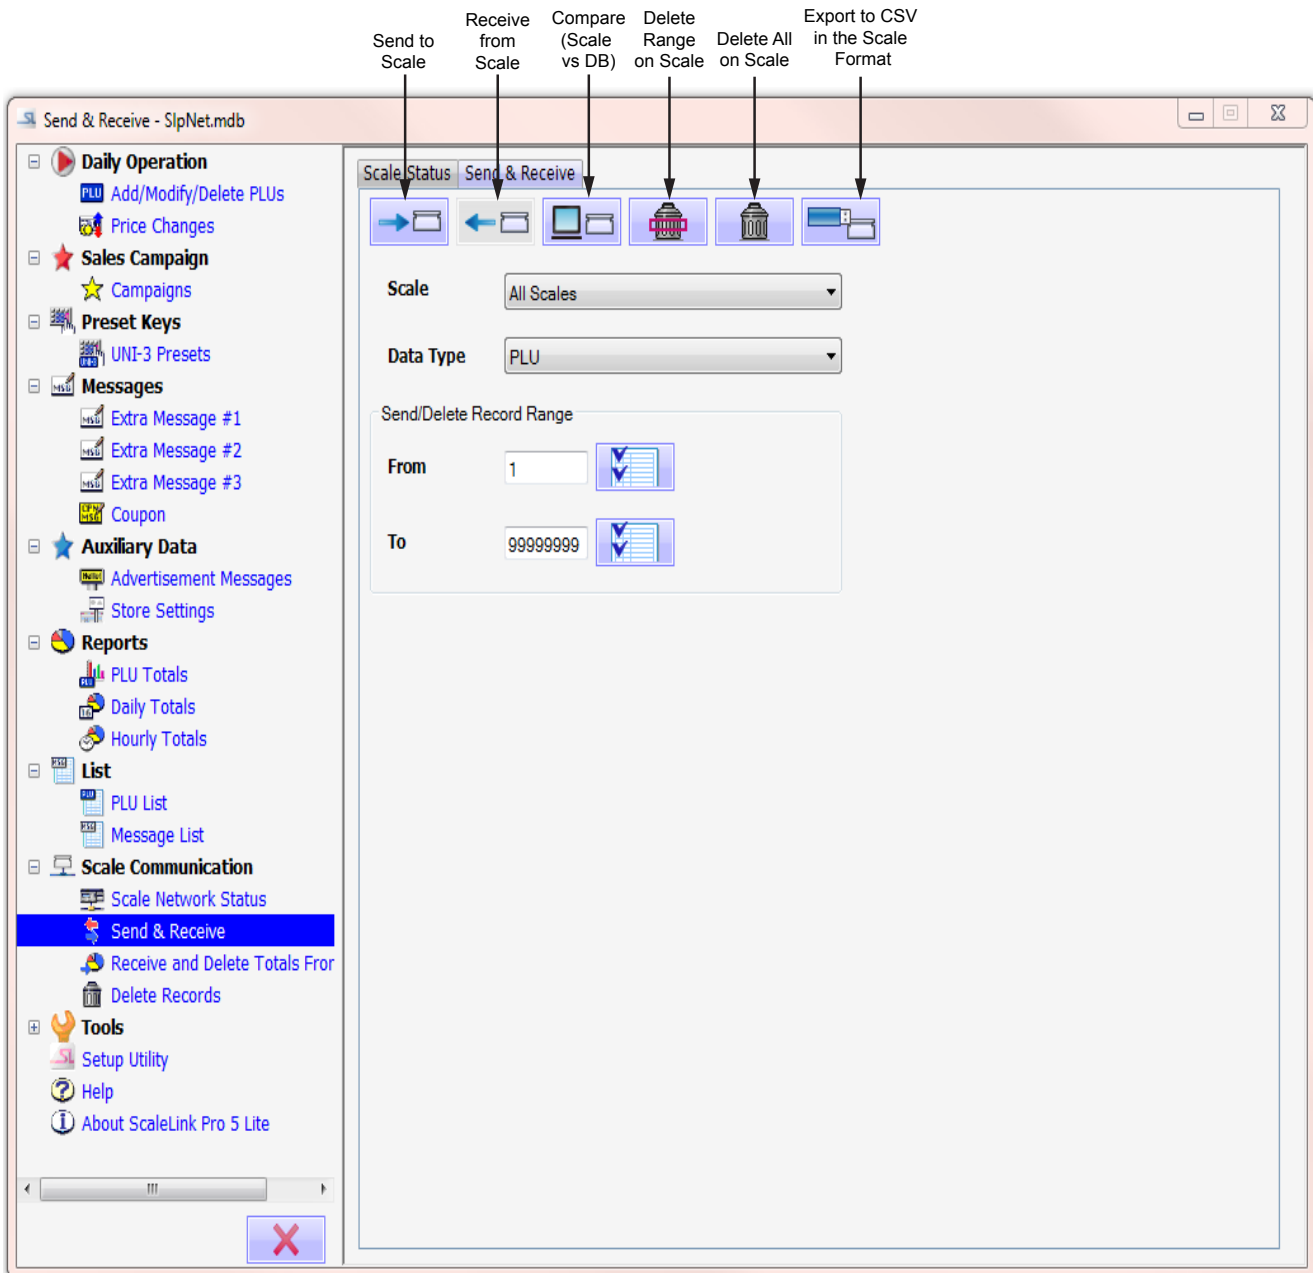 Send to
Scale
Receive
from
Scale
Compare
(Scale
vs DB)
Delete
Range
on Scale
Delete All
on Scale
Export to CSV
in the Scale
Format
Send & Receive - SlpNet.mdb
Daily Operation
Add/Modify/Delete PLUs
Price Changes
Sales Campaign
Campaigns
Preset Keys
UNI-3 Presets
Messages
Extra Message #1
Extra Message #2
Extra Message #3
Coupon
Auxiliary Data
Advertisement Messages
Store Settings
Reports
PLU Totals
Daily Totals
Hourly Totals
List
PLU List
Message List
Scale Communication
Scale Network Status
Send & Receive
Receive and Delete Totals Fror
Delete Records
Tools
Setup Utility
Help
About ScaleLink Pro 5 Lite
Scale Status
Send & Receive
Scale
All Scales
Data Type
PLU
Send/Delete Record Range
From
1
To
99999999